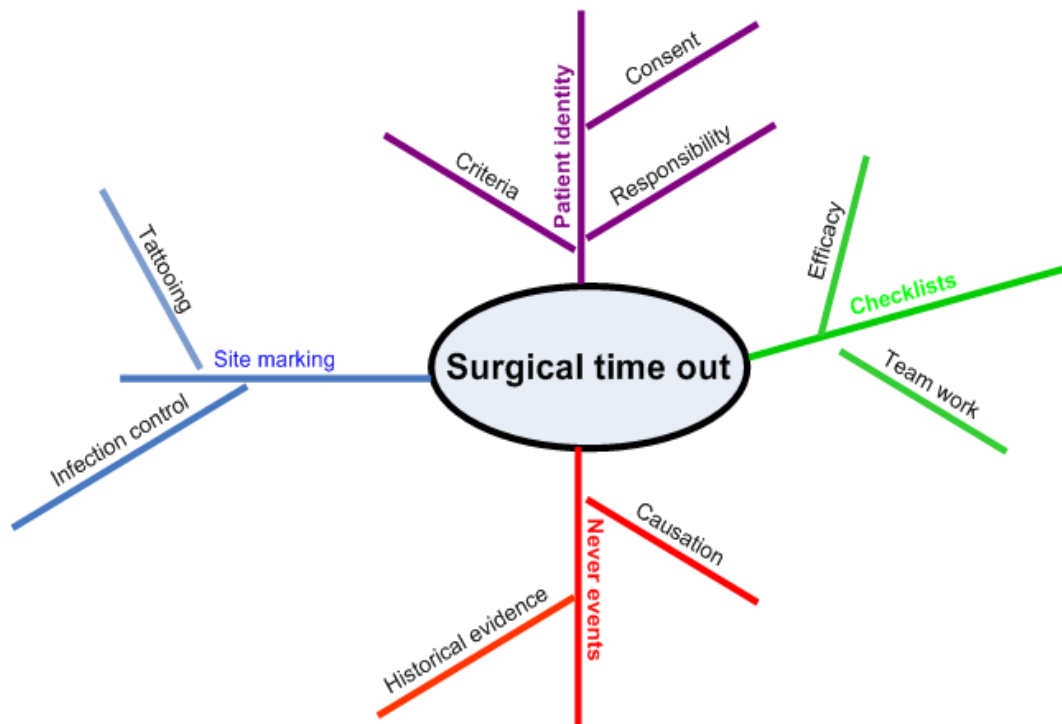 Consent
Patient identity
Criteria
Responsibility
Tattooing
Efficacy
Checklists
Site marking
Surgical time out
Team work
Infection control
Never events
Causation
Historical evidence